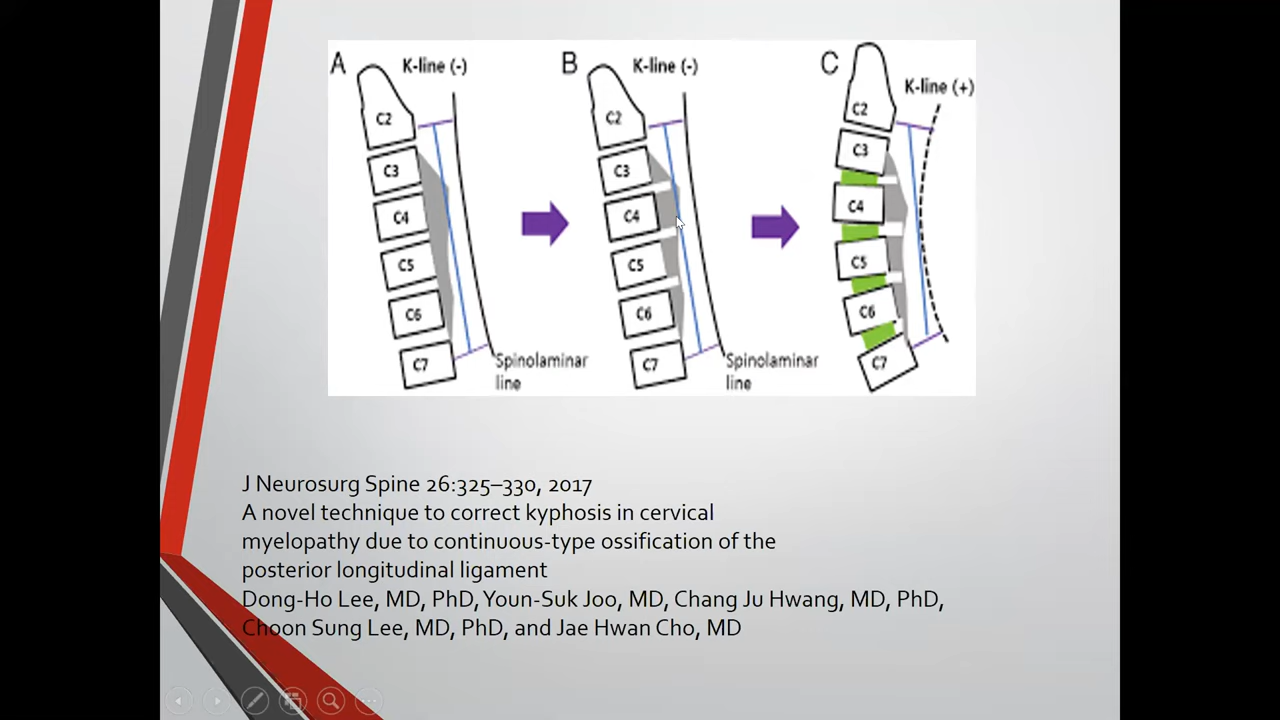 A
K-line (-)
C2
C3
C4
C5
C6
C7
Spinolaminar
line
B
K-line (-)
C2
C3
C4
C5
C6
C7
Spinolaminar
line
C
K-line (+)
C2
C3
C4
C5
C6
C7
J Neurosurg Spine 26:325–330, 2017
A novel technique to correct kyphosis in cervical
myelopathy due to continuous-type ossification of the
posterior longitudinal ligament
Dong-Ho Lee, MD, PhD, Youn-Suk Joo, MD, Chang Ju Hwang, MD, PhD,
Choon Sung Lee, MD, PhD, and Jae Hwan Cho, MD